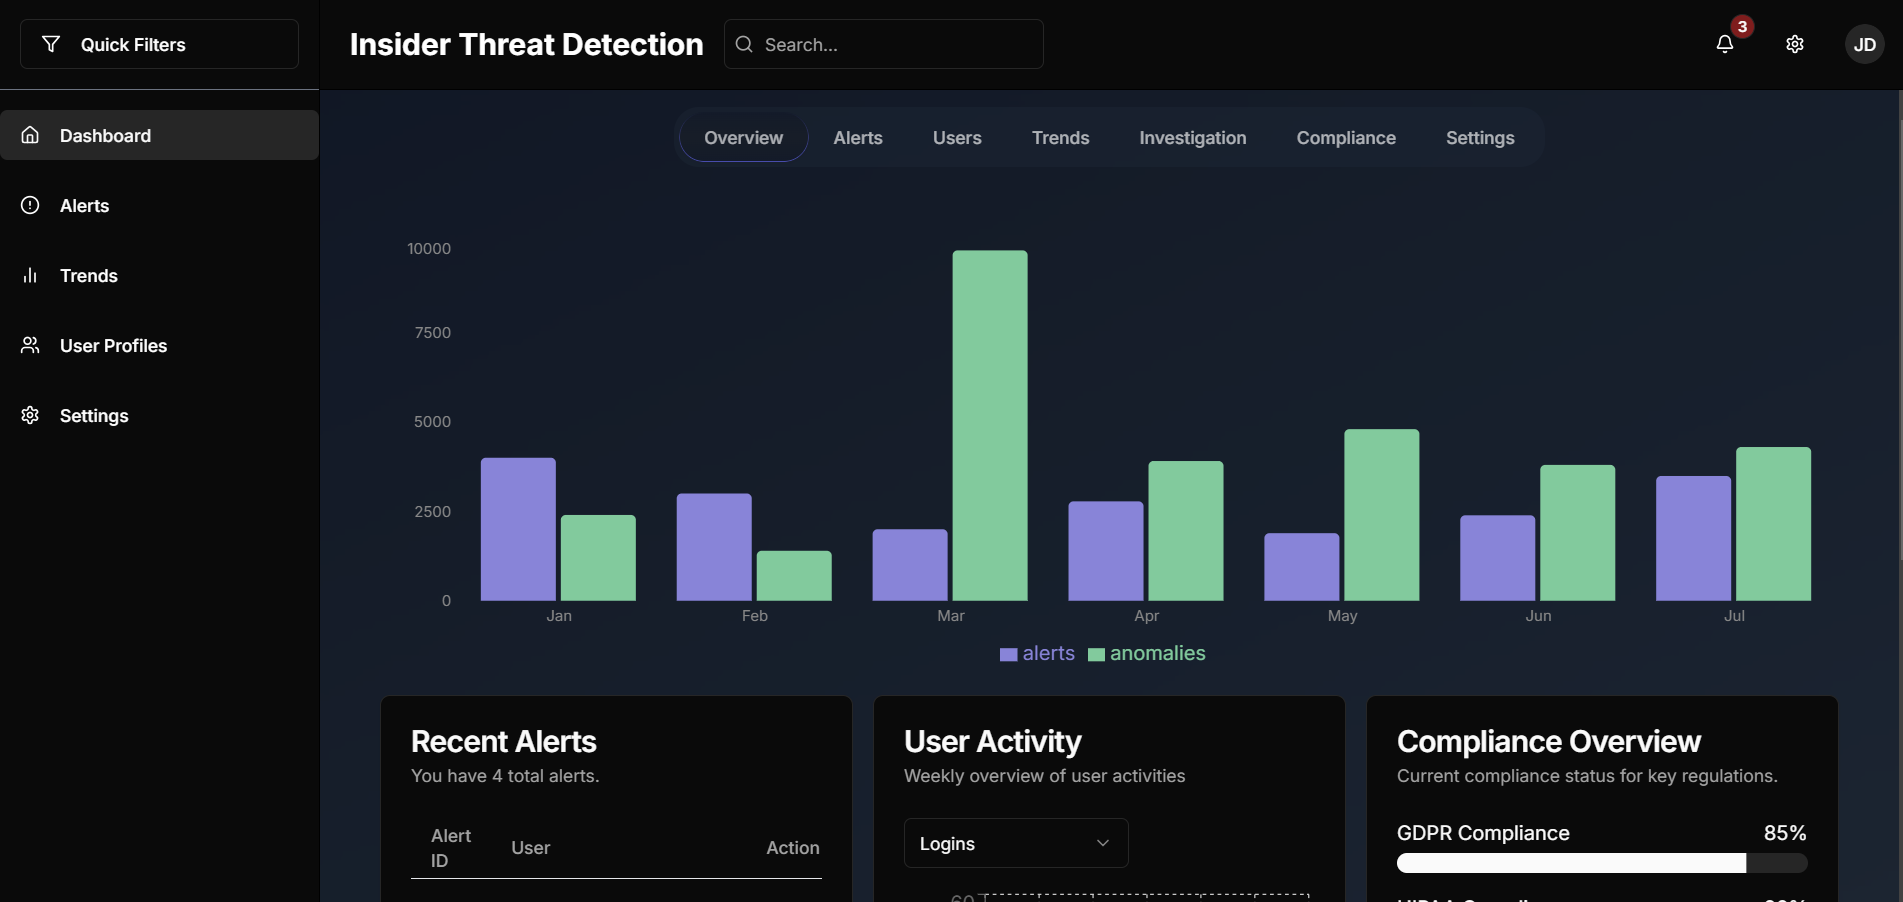 Quick Filters
Insider Threat Detection
Search...
3
JD
Dashboard
Alerts
Trends
User Profiles
Settings
Overview Alerts Users Trends Investigation Compliance Settings
10000
7500
5000
2500
0
Jan Feb Mar Apr May Jun Jul
alerts anomalies
Recent Alerts
You have 4 total alerts.
Alert ID User Action
User Activity
Weekly overview of user activities
Logins
60
Compliance Overview
Current compliance status for key regulations.
GDPR Compliance 85%